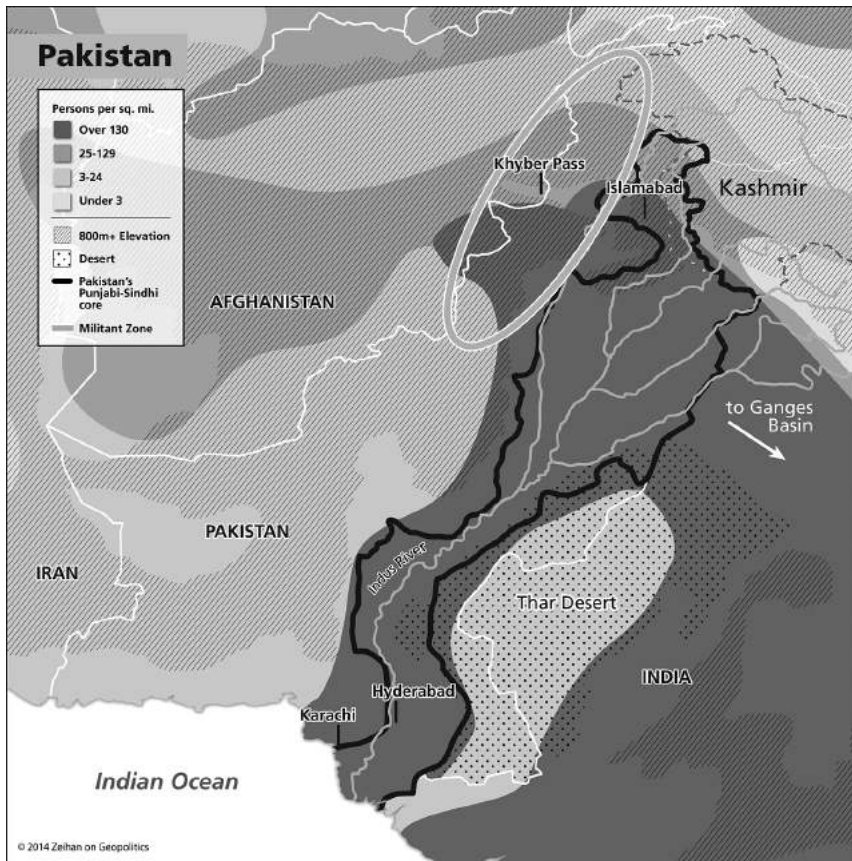 Pakistan
Persons per sq. mi.
Over 130
25-129
3-24
Under 3
800m+ Elevation
Desert
Pakistan's
Punjabi-Sindhi
core
Militant Zone
Khyber Pass
Islamabad
Kashmir
AFGHANISTAN
to Ganges
Basin
PAKISTAN
IRAN
Indus River
Thar Desert
INDIA
Hyderabad
Karachi
Indian Ocean
© 2014 Zeihan on Geopolitics